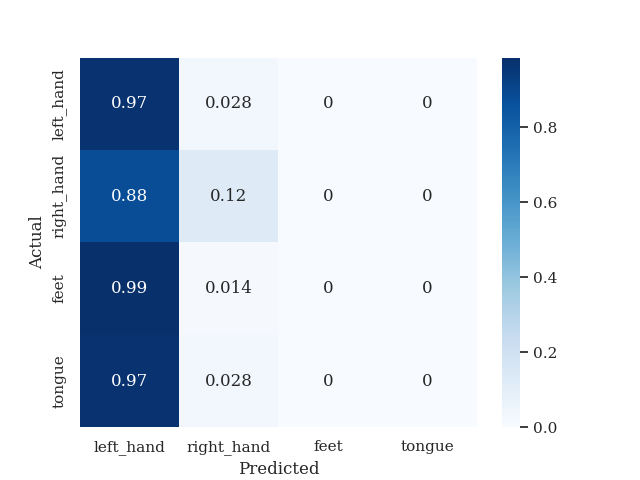 left_hand 0.97 0.028 0 0
right_hand 0.88 0.12 0 0
feet 0.99 0.014 0 0
tongue 0.97 0.028 0 0
left_hand right_hand feet tongue
Predicted
Actual
0.8
0.6
0.4
0.2
0.0